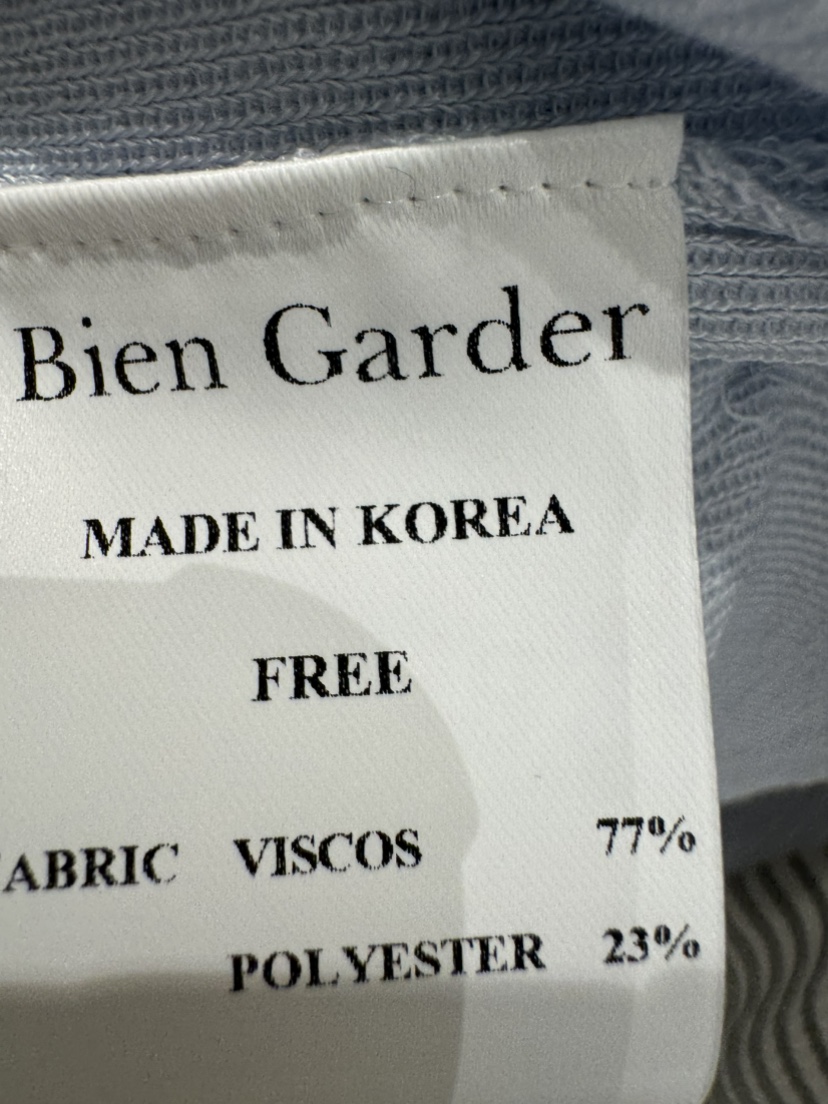 Bien Garder
MADE IN KOREA
FREE
ABRIC VISCOS 77%
POLYESTER 23%